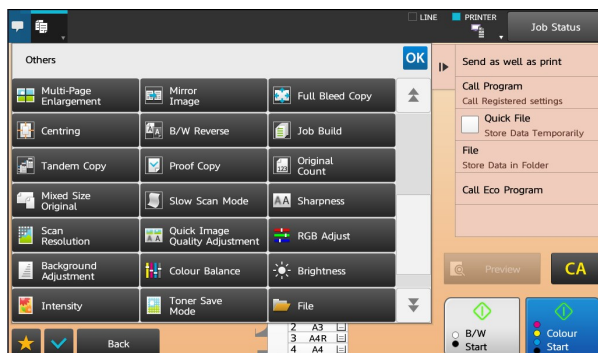 LINE
PRINTER
Job Status
Others
OK
Multi-Page
Enlargement
Mirror
Image
Full Bleed Copy
Centring
B/W Reverse
Job Build
Tandem Copy
Proof Copy
Original
Count
Mixed Size
Original
Slow Scan Mode
AA
Sharpness
Scan
Resolution
Quick Image
Quality Adjustment
RGB Adjust
Background
Adjustment
Colour Balance
Brightness
Intensity
Toner Save
Mode
File
Back
2 A3
3 A4R
4 A4
Send as well as print
Call Program
Call Registered settings
Quick File
Store Data Temporarily
File
Store Data in Folder
Call Eco Program
Preview
CA
B/W
Start
Colour
Start